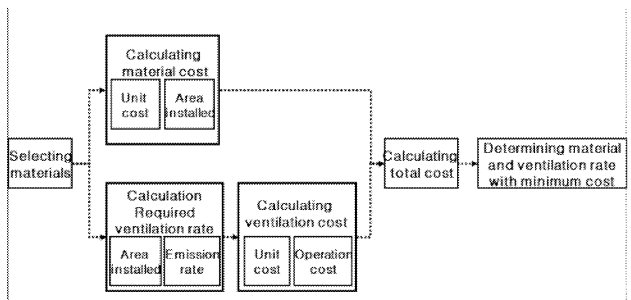 Calculating
material cost
Unit
cost
Area
installed
Selecting
materials
Calculating
total cost
Determining material
and ventilation rate
with minimum cost
Calculation
Required
ventilation rate
Area
installed
Emission
rate
Calculating
ventilation cost
Unit
cost
Operation
cost